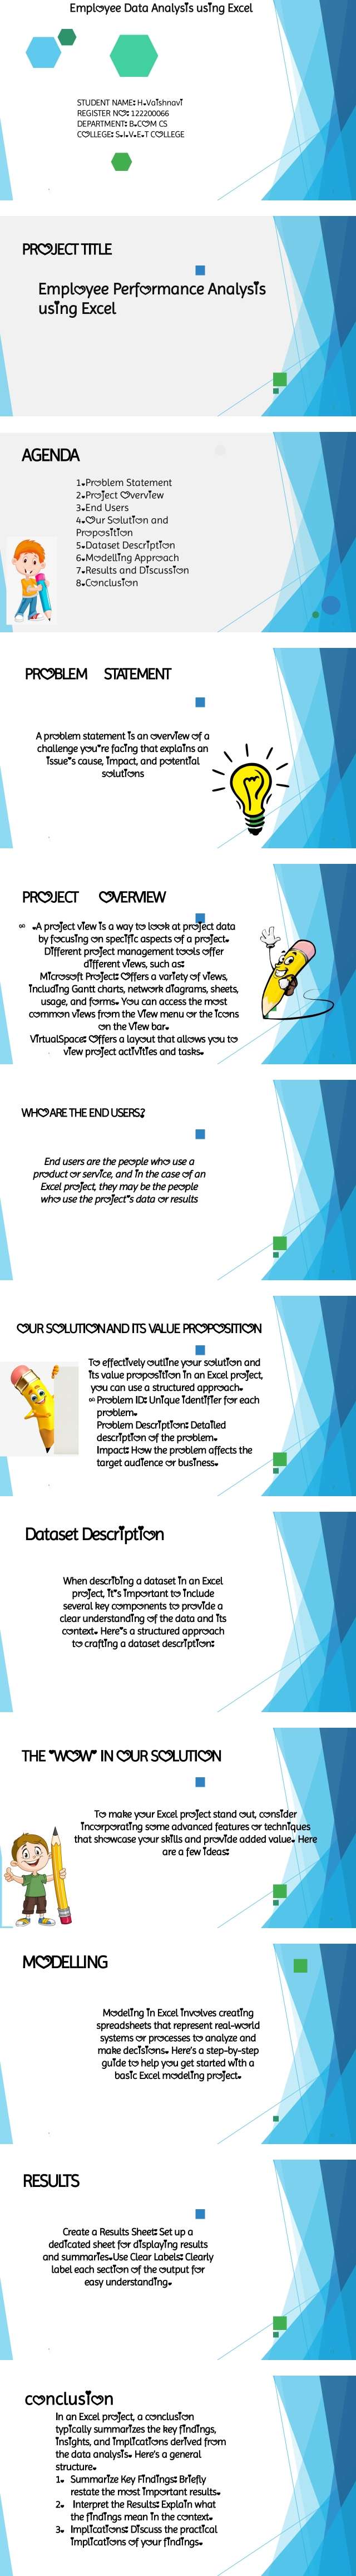 Employee Data Analysis using Excel
STUDENT NAME: H.Vaishnavi
REGISTER NO: 122200066
DEPARTMENT: B.COM CS
COLLEGE: S.I.V.E.T COLLEGE
PROJECT TITLE
Employee Performance Analysis
using Excel
AGENDA
1.Problem Statement
2.Project Overview
3.End Users
4.Our Solution and
Proposition
5.Dataset Description
6.Modelling Approach
7.Results and Discussion
8.Conclusion
PROBLEM STATEMENT
A problem statement is an overview of a
challenge you"re facing that explains an
issue"s cause, impact, and potential
solutions
PROJECT OVERVIEW
∞ .A project view is a way to look at project data
by focusing on specific aspects of a project.
Different project management tools offer
different views, such as:
Microsoft Project: Offers a variety of views,
including Gantt charts, network diagrams, sheets,
usage, and forms. You can access the most
common views from the View menu or the icons
on the View bar.
VirtualSpace: Offers a layout that allows you to
view project activities and tasks.
WHO ARE THE END USERS?
End users are the people who use a
product or service, and in the case of an
Excel project, they may be the people
who use the project"s data or results
OUR SOLUTION AND ITS VALUE PROPOSITION
To effectively outline your solution and
its value proposition in an Excel project,
you can use a structured approach.
∞ Problem ID: Unique identifier for each
problem.
Problem Description: Detailed
description of the problem.
Impact: How the problem affects the
target audience or business.
Dataset Description
When describing a dataset in an Excel
project, it"s important to include
several key components to provide a
clear understanding of the data and its
context. Here"s a structured approach
to crafting a dataset description:
THE "WOW" IN OUR SOLUTION
To make your Excel project stand out, consider
incorporating some advanced features or techniques
that showcase your skills and provide added value. Here
are a few ideas:
MODELLING
Modeling in Excel involves creating
spreadsheets that represent real-world
systems or processes to analyze and
make decisions. Here's a step-by-step
guide to help you get started with a
basic Excel modeling project.
RESULTS
Create a Results Sheet: Set up a
dedicated sheet for displaying results
and summaries.Use Clear Labels: Clearly
label each section of the output for
easy understanding.
conclusion
In an Excel project, a conclusion
typically summarizes the key findings,
insights, and implications derived from
the data analysis. Here's a general
structure.
1. Summarize Key Findings: Briefly
restate the most important results.
2. Interpret the Results: Explain what
the findings mean in the context.
3. Implications: Discuss the practical
implications of your findings.